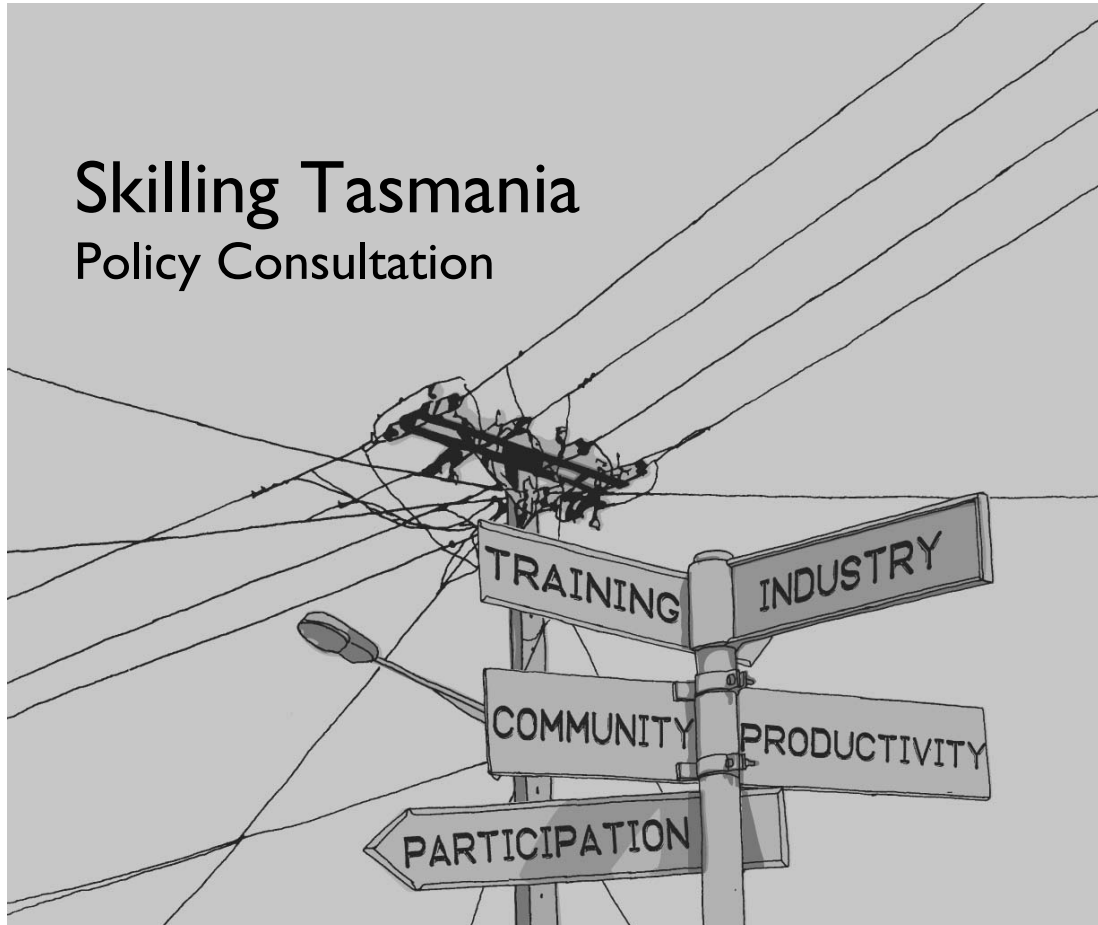 Skilling Tasmania
Policy Consultation
TRAINING
INDUSTRY
COMMUNITY
PRODUCTIVITY
PARTICIPATION